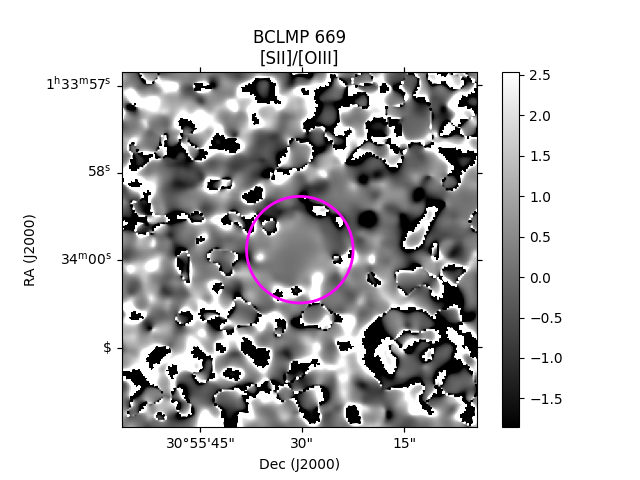 BCLMP 669
[SII]/[OIII]
1ʰ33ᵐ57ˢ
58ˢ
34ᵐ00ˢ
$
RA (J2000)
30°55'45"
30"
15"
Dec (J2000)
2.5
2.0
1.5
1.0
0.5
0.0
−0.5
−1.0
−1.5